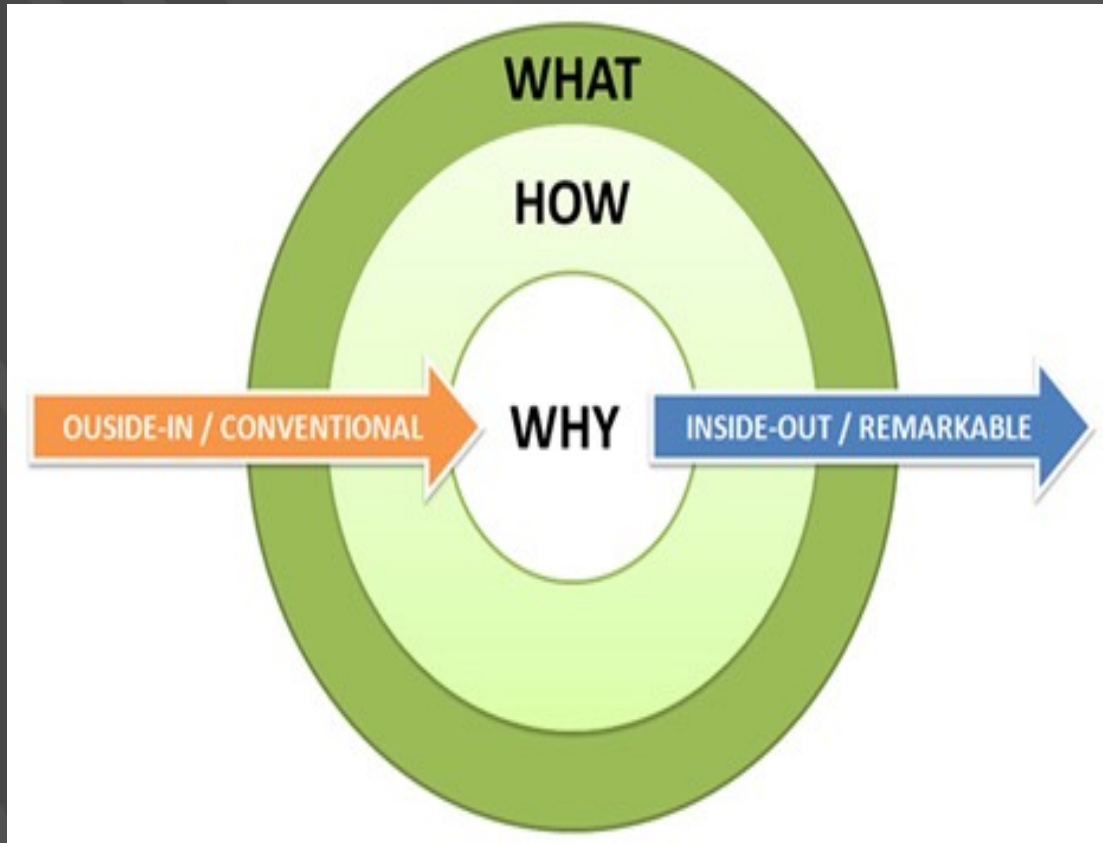 WHAT
HOW
OUSIDE-IN / CONVENTIONAL
WHY
INSIDE-OUT / REMARKABLE